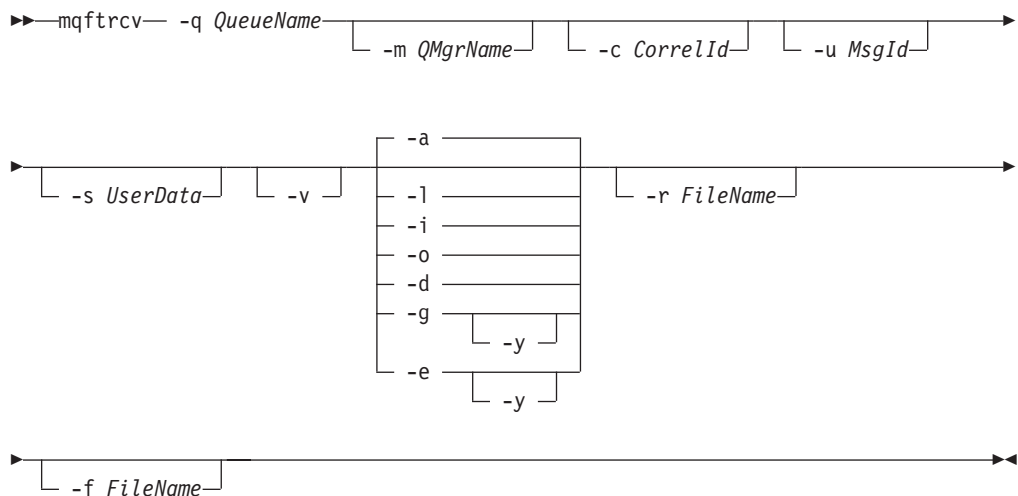 mqftrcv -q QueueName
-m QMgrName -c CorrelId -u MsgId
-a
-s UserData -v -l -r FileName
-i
-o
-d
-g
-y
-e
-y
-f FileName